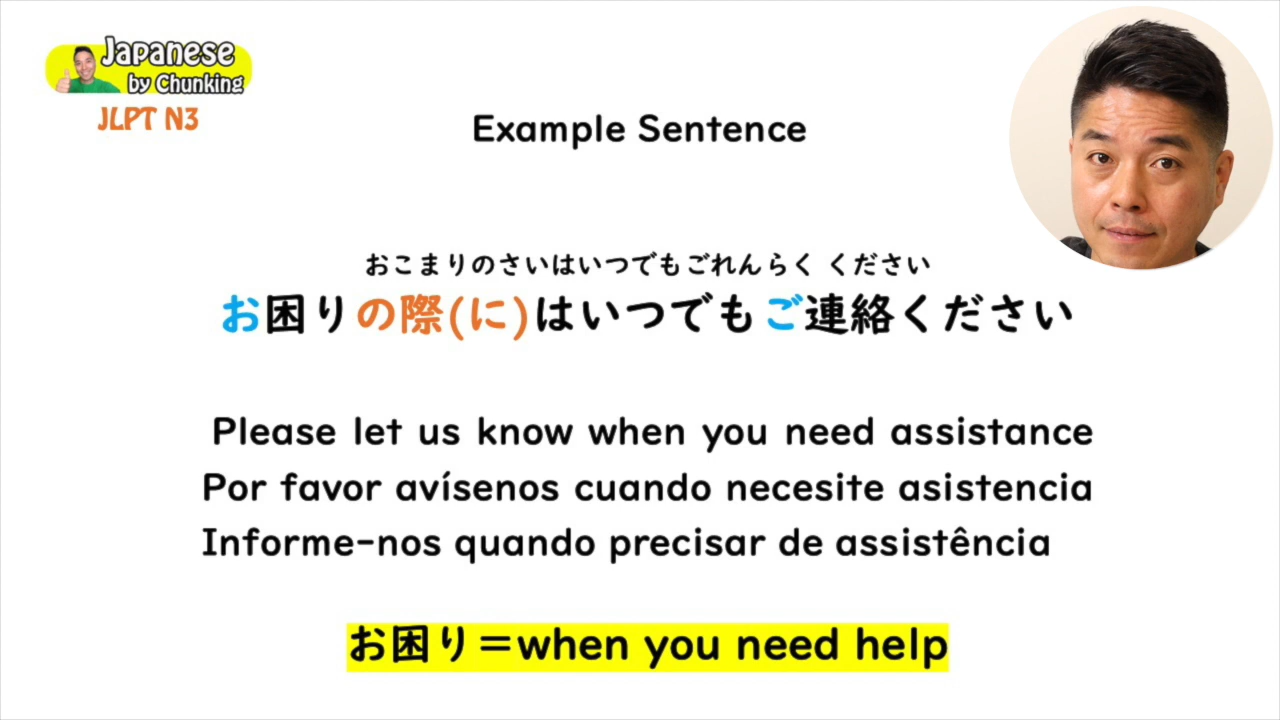 Japanese
by Chunking
JLPT N3
Example Sentence
おこまりのさいはいつでもごれんらく ください
お困りの際(に)はいつでもご連絡ください
Please let us know when you need assistance
Por favor avísenos cuando necesite asistencia
Informe-nos quando precisar de assistência
お困り＝when you need help